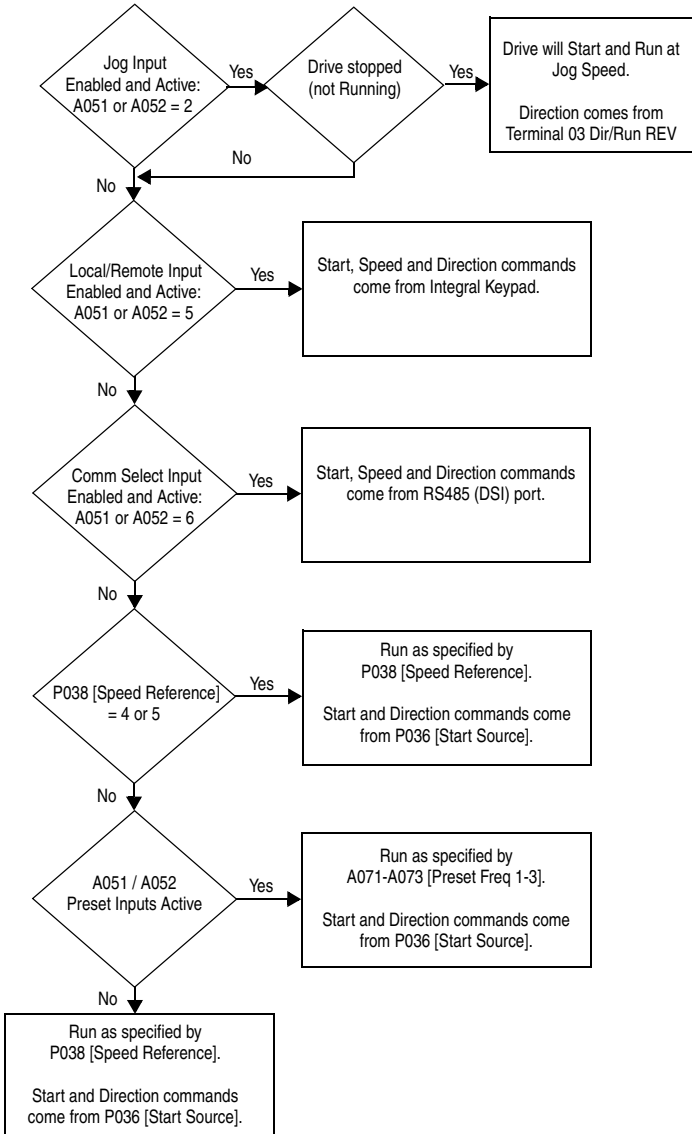 Jog Input
Enabled and Active:
A051 or A052 = 2
Yes
Drive stopped
(not Running)
Yes
Drive will Start and Run at
Jog Speed.
Direction comes from
Terminal 03 Dir/Run REV
No
No
Local/Remote Input
Enabled and Active:
A051 or A052 = 5
Yes
Start, Speed and Direction commands
come from Integral Keypad.
No
Comm Select Input
Enabled and Active:
A051 or A052 = 6
Yes
Start, Speed and Direction commands
come from RS485 (DSI) port.
No
P038 [Speed Reference]
= 4 or 5
Yes
Run as specified by
P038 [Speed Reference].
Start and Direction commands come
from P036 [Start Source].
No
A051 / A052
Preset Inputs Active
Yes
Run as specified by
A071-A073 [Preset Freq 1-3].
Start and Direction commands come
from P036 [Start Source].
No
Run as specified by
P038 [Speed Reference].
Start and Direction commands
come from P036 [Start Source].